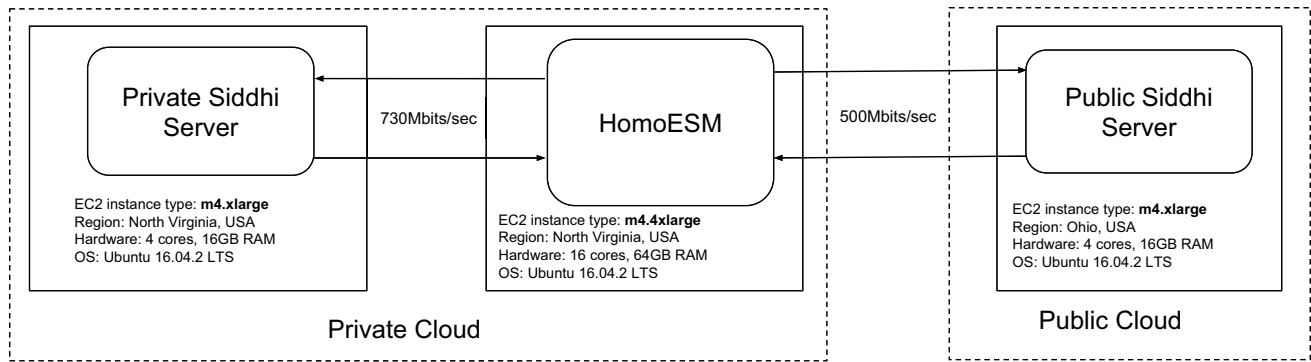 Private Siddhi
Server
EC2 instance type: m4.xlarge
Region: North Virginia, USA
Hardware: 4 cores, 16GB RAM
OS: Ubuntu 16.04.2 LTS
730Mbits/sec
HomoESM
EC2 instance type: m4.4xlarge
Region: North Virginia, USA
Hardware: 16 cores, 64GB RAM
OS: Ubuntu 16.04.2 LTS
Private Cloud
500Mbits/sec
Public Siddhi
Server
EC2 instance type: m4.xlarge
Region: Ohio, USA
Hardware: 4 cores, 16GB RAM
OS: Ubuntu 16.04.2 LTS
Public Cloud